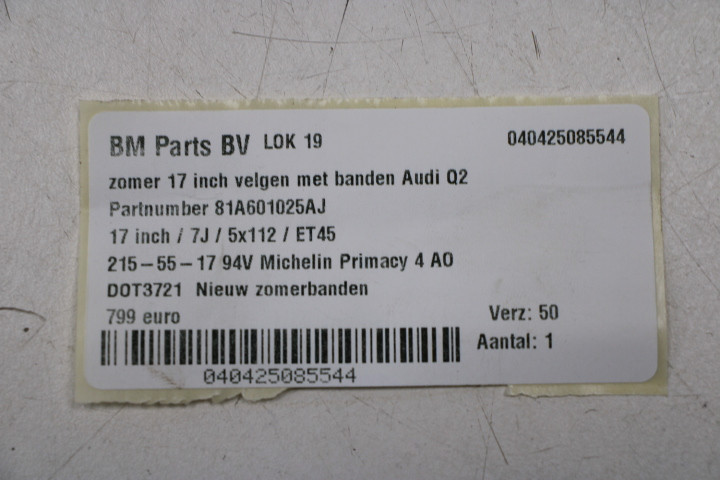 BM Parts BV LOK 19 040425085544
zomer 17 inch velgen met banden Audi Q2
Partnumber 81A601025AJ
17 inch / 7J / 5x112 / ET45
215-55-17 94V Michelin Primacy 4 AO
DOT3721 Nieuw zomerbanden
799 euro Verz: 50
Aantal: 1
040425085544